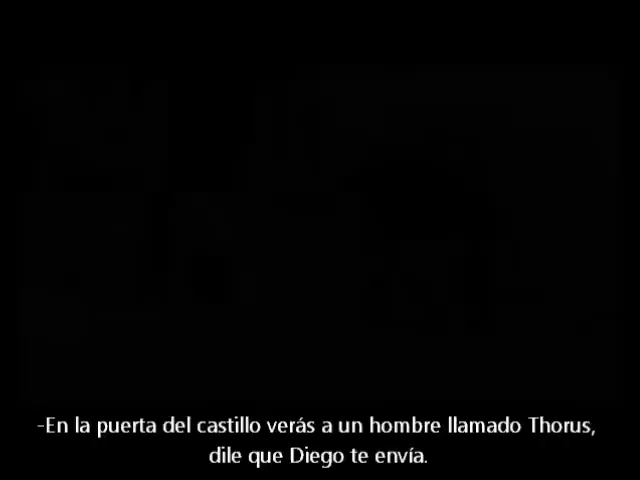 -En la puerta del castillo verás a un hombre llamado Thorus,
dile que Diego te envía.